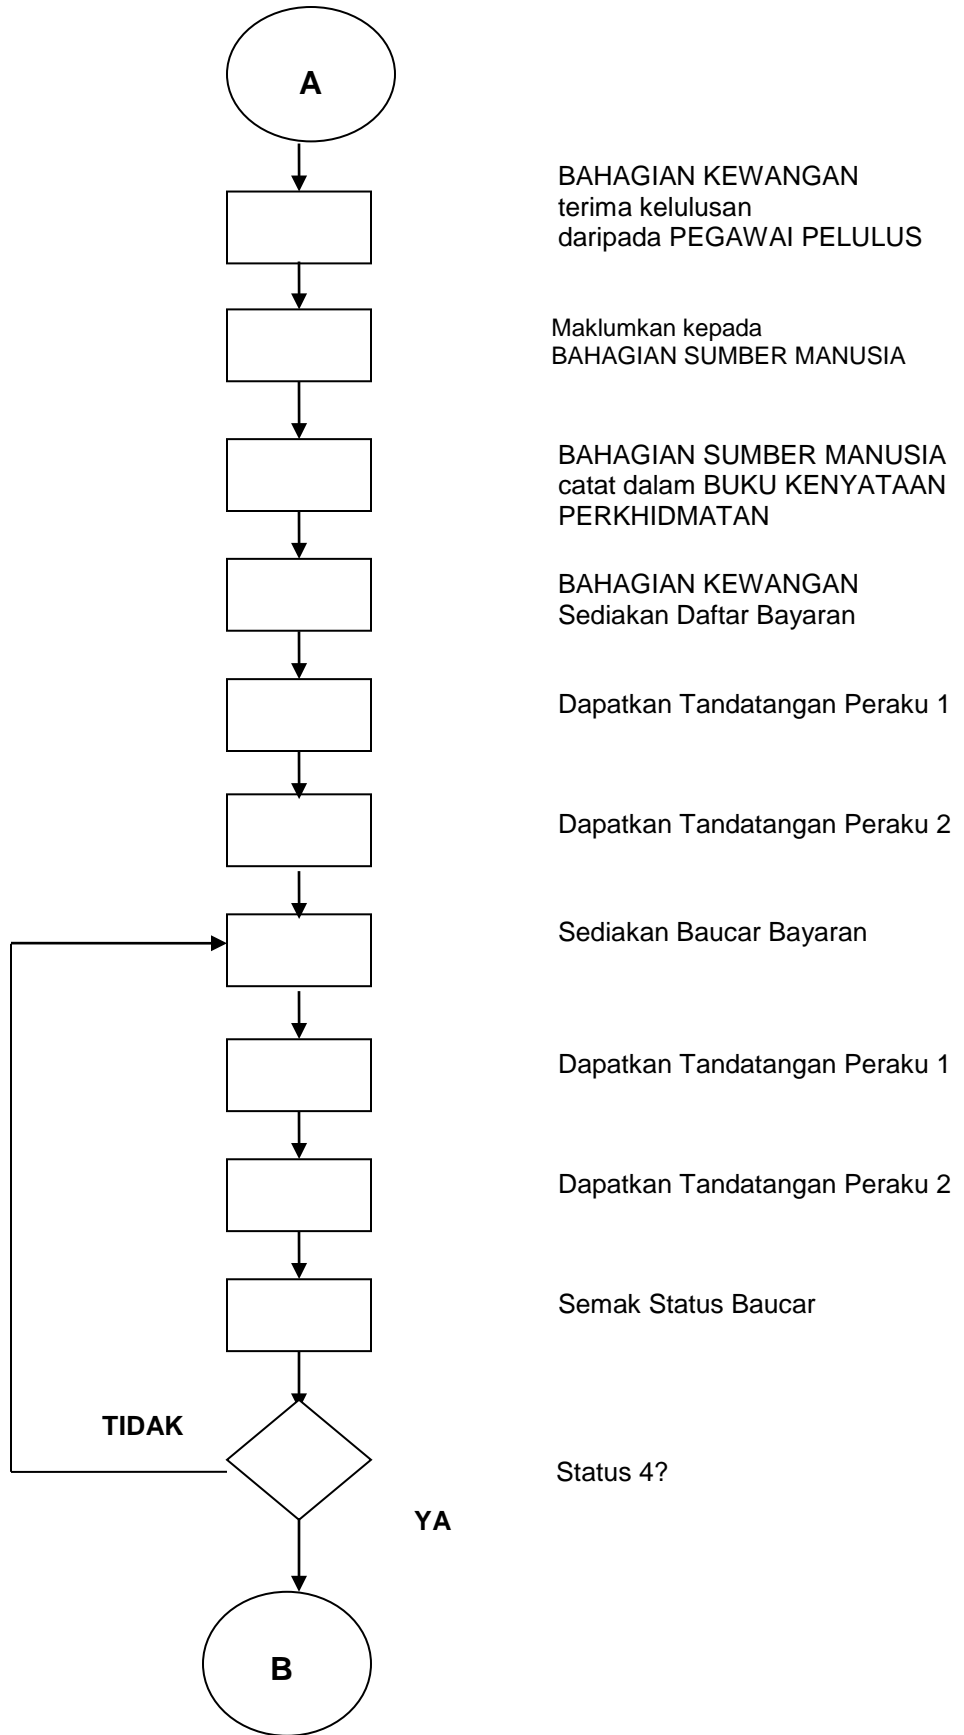 A
BAHAGIAN KEWANGAN
terima kelulusan
daripada PEGAWAI PELULUS
Maklumkan kepada
BAHAGIAN SUMBER MANUSIA
BAHAGIAN SUMBER MANUSIA
catat dalam BUKU KENYATAAN
PERKHIDMATAN
BAHAGIAN KEWANGAN
Sediakan Daftar Bayaran
Dapatkan Tandatangan Peraku 1
Dapatkan Tandatangan Peraku 2
Sediakan Baucar Bayaran
Dapatkan Tandatangan Peraku 1
Dapatkan Tandatangan Peraku 2
Semak Status Baucar
TIDAK
Status 4?
YA
B